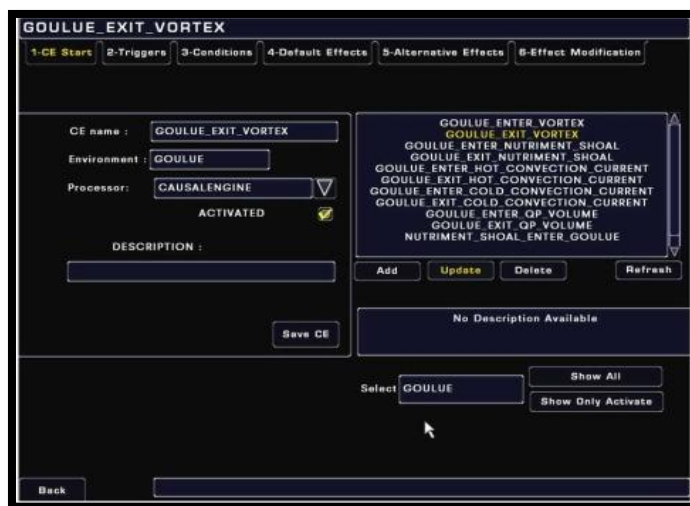 GOULUE_EXIT_VORTEX
1-CE Start 2-Triggers 3-Conditions 4-Default Effects 5-Alternative Effects 6-Effect Modification
CE name : GOULUE_EXIT_VORTEX
Environment : GOULUE
Processor: CAUSALENGINE
ACTIVATED
DESCRIPTION :
Save CE
GOULUE_ENTER_VORTEX
GOULUE_EXIT_VORTEX
GOULUE_ENTER_NUTRIMENT_SHOAL
GOULUE_EXIT_NUTRIMENT_SHOAL
GOULUE_ENTER_HOT_CONVECTION_CURRENT
GOULUE_EXIT_HOT_CONVECTION_CURRENT
GOULUE_ENTER_COLD_CONVECTION_CURRENT
GOULUE_EXIT_COLD_CONVECTION_CURRENT
GOULUE_ENTER_QP_VOLUME
GOULUE_EXIT_QP_VOLUME
NUTRIMENT_SHOAL_ENTER_GOULUE
Add Update Delete Refresh
No Description Available
Select GOULUE
Show All
Show Only Activate
Back